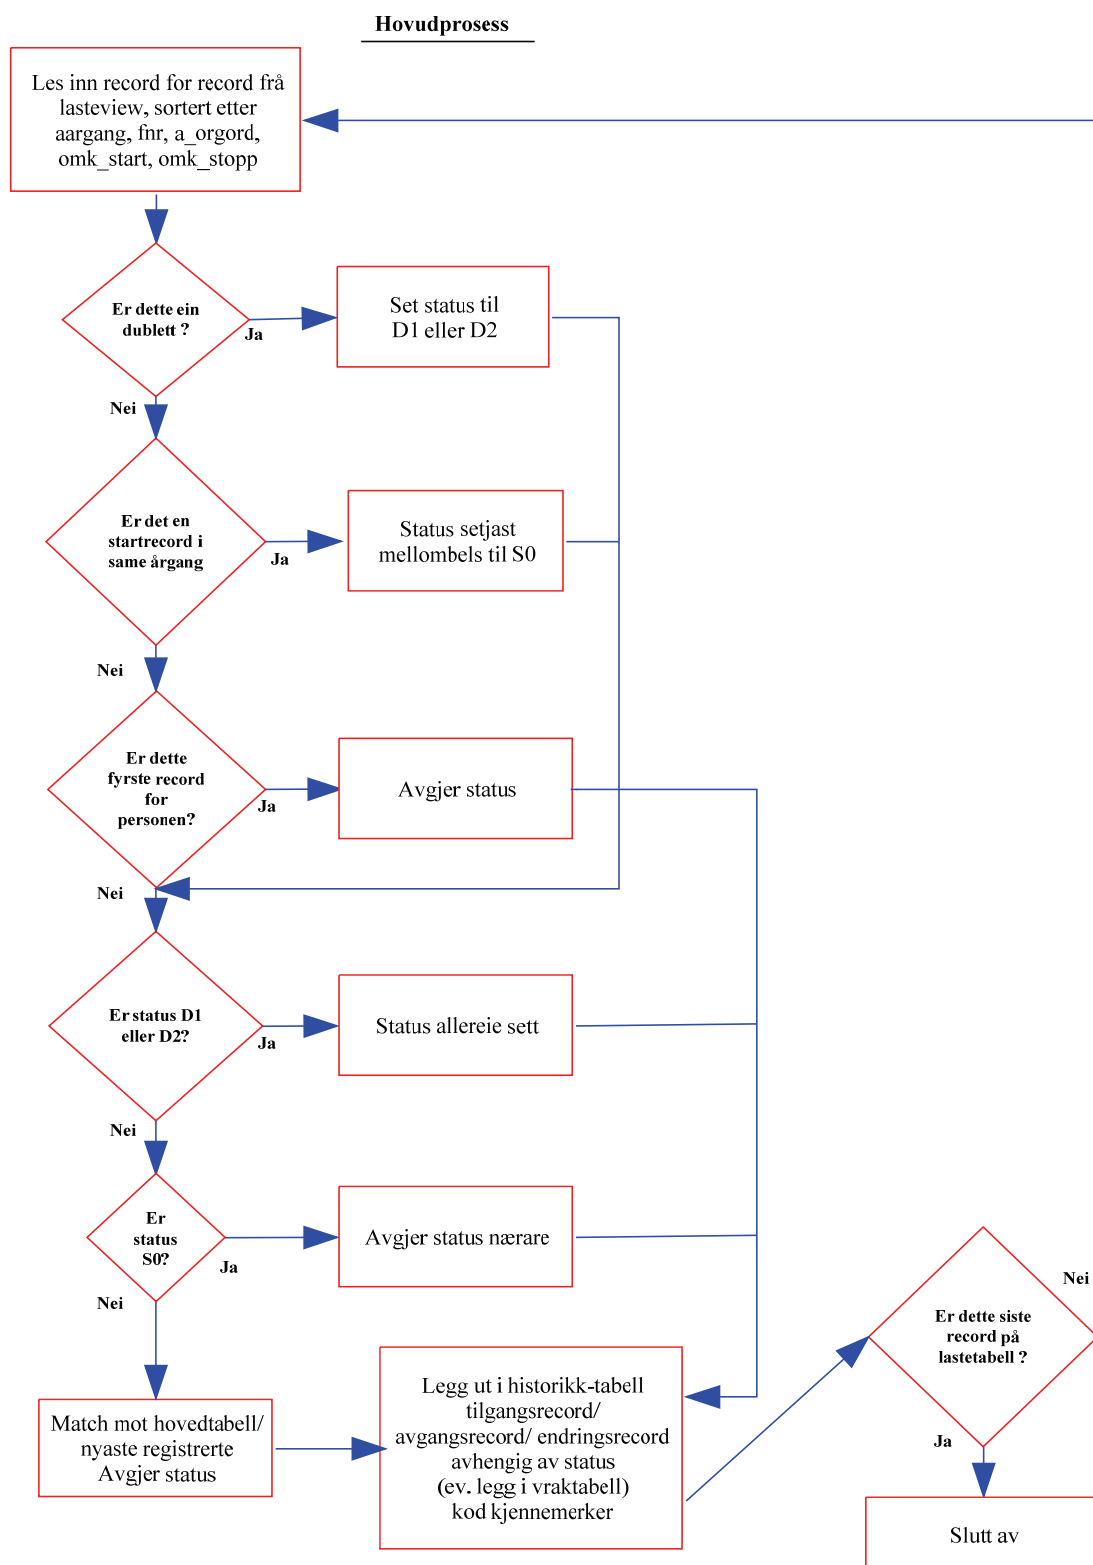 Hovudprosess
Les inn record for record frå
lasteview, sortert etter
aargang, fnr, a_orgord,
omk_start, omk_stopp
Er dette ein
dublett ?
Ja
Set status til
D1 eller D2
Nei
Er det en
startrecord i
same årgang
Ja
Status setjast
mellombels til S0
Nei
Er dette
fyrste record
for
personen?
Ja
Avgjer status
Nei
Er status D1
eller D2?
Ja
Status allereie sett
Nei
Er
status
S0?
Ja
Avgjer status nærare
Nei
Match mot hovedtabell/
nyaste registrerte
Avgjer status
Legg ut i historikk-tabell
tilgangsrecord/
avgangsrecord/ endringsrecord
avhengig av status
(ev. legg i vraktabell)
kod kjennemerker
Er dette siste
record på
lastetabell ?
Nei
Ja
Slutt av